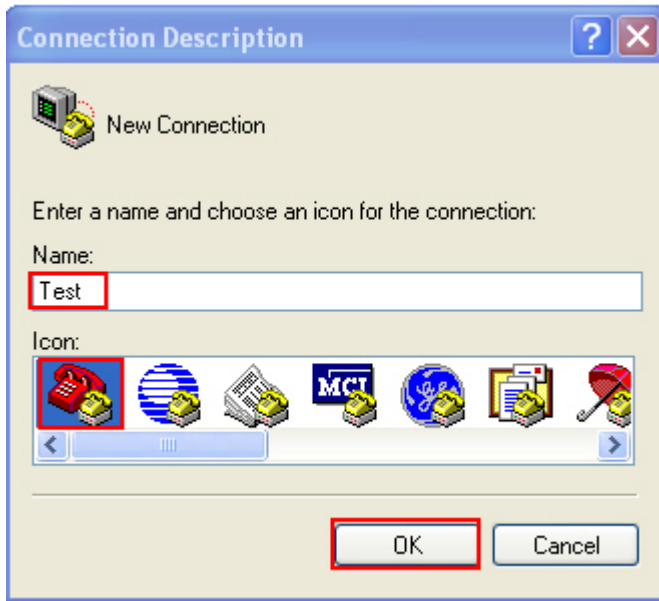 Connection Description
New Connection
Enter a name and choose an icon for the connection:
Name:
Test
Icon:
MCI
OK Cancel